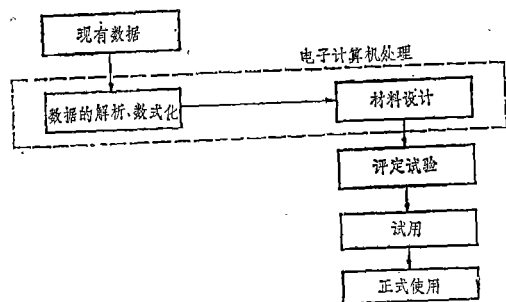 现有数据
电子计算机处理
数据的解析、数式化
材料设计
评定试验
试用
正式使用